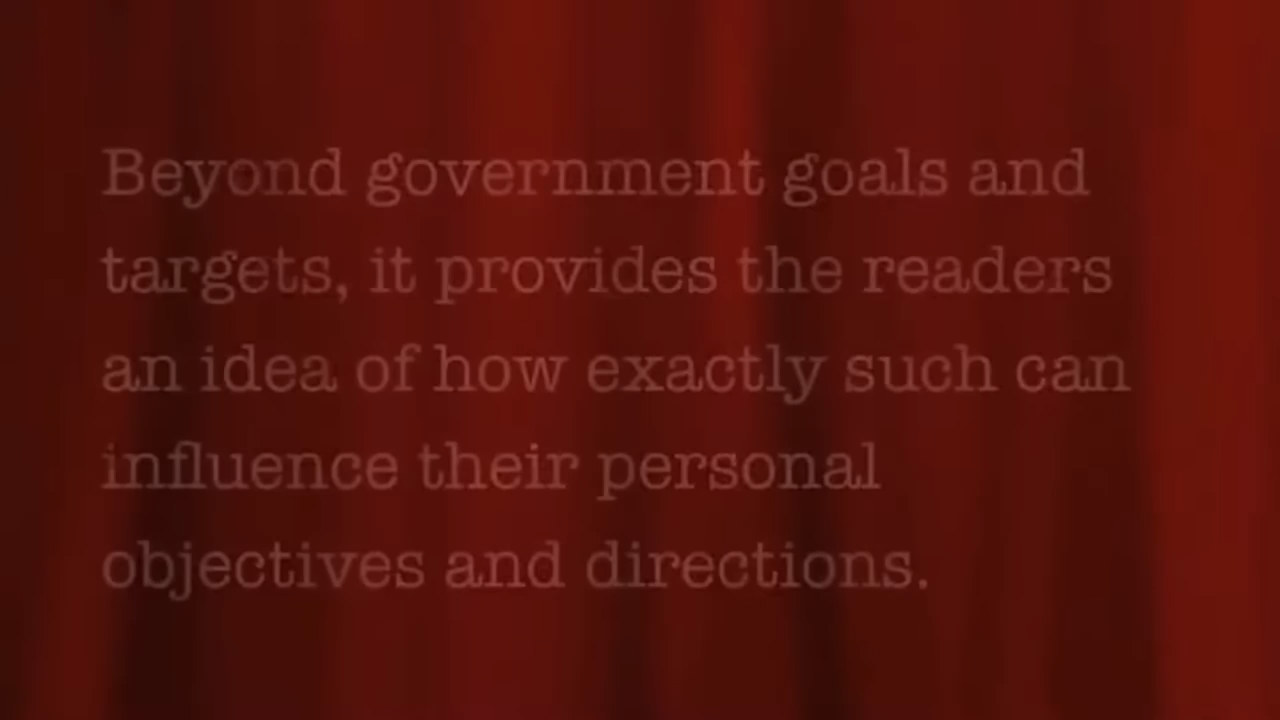 Beyond government goals and
targets, it provides the readers
an idea of how exactly such can
influence their personal
objectives and directions.